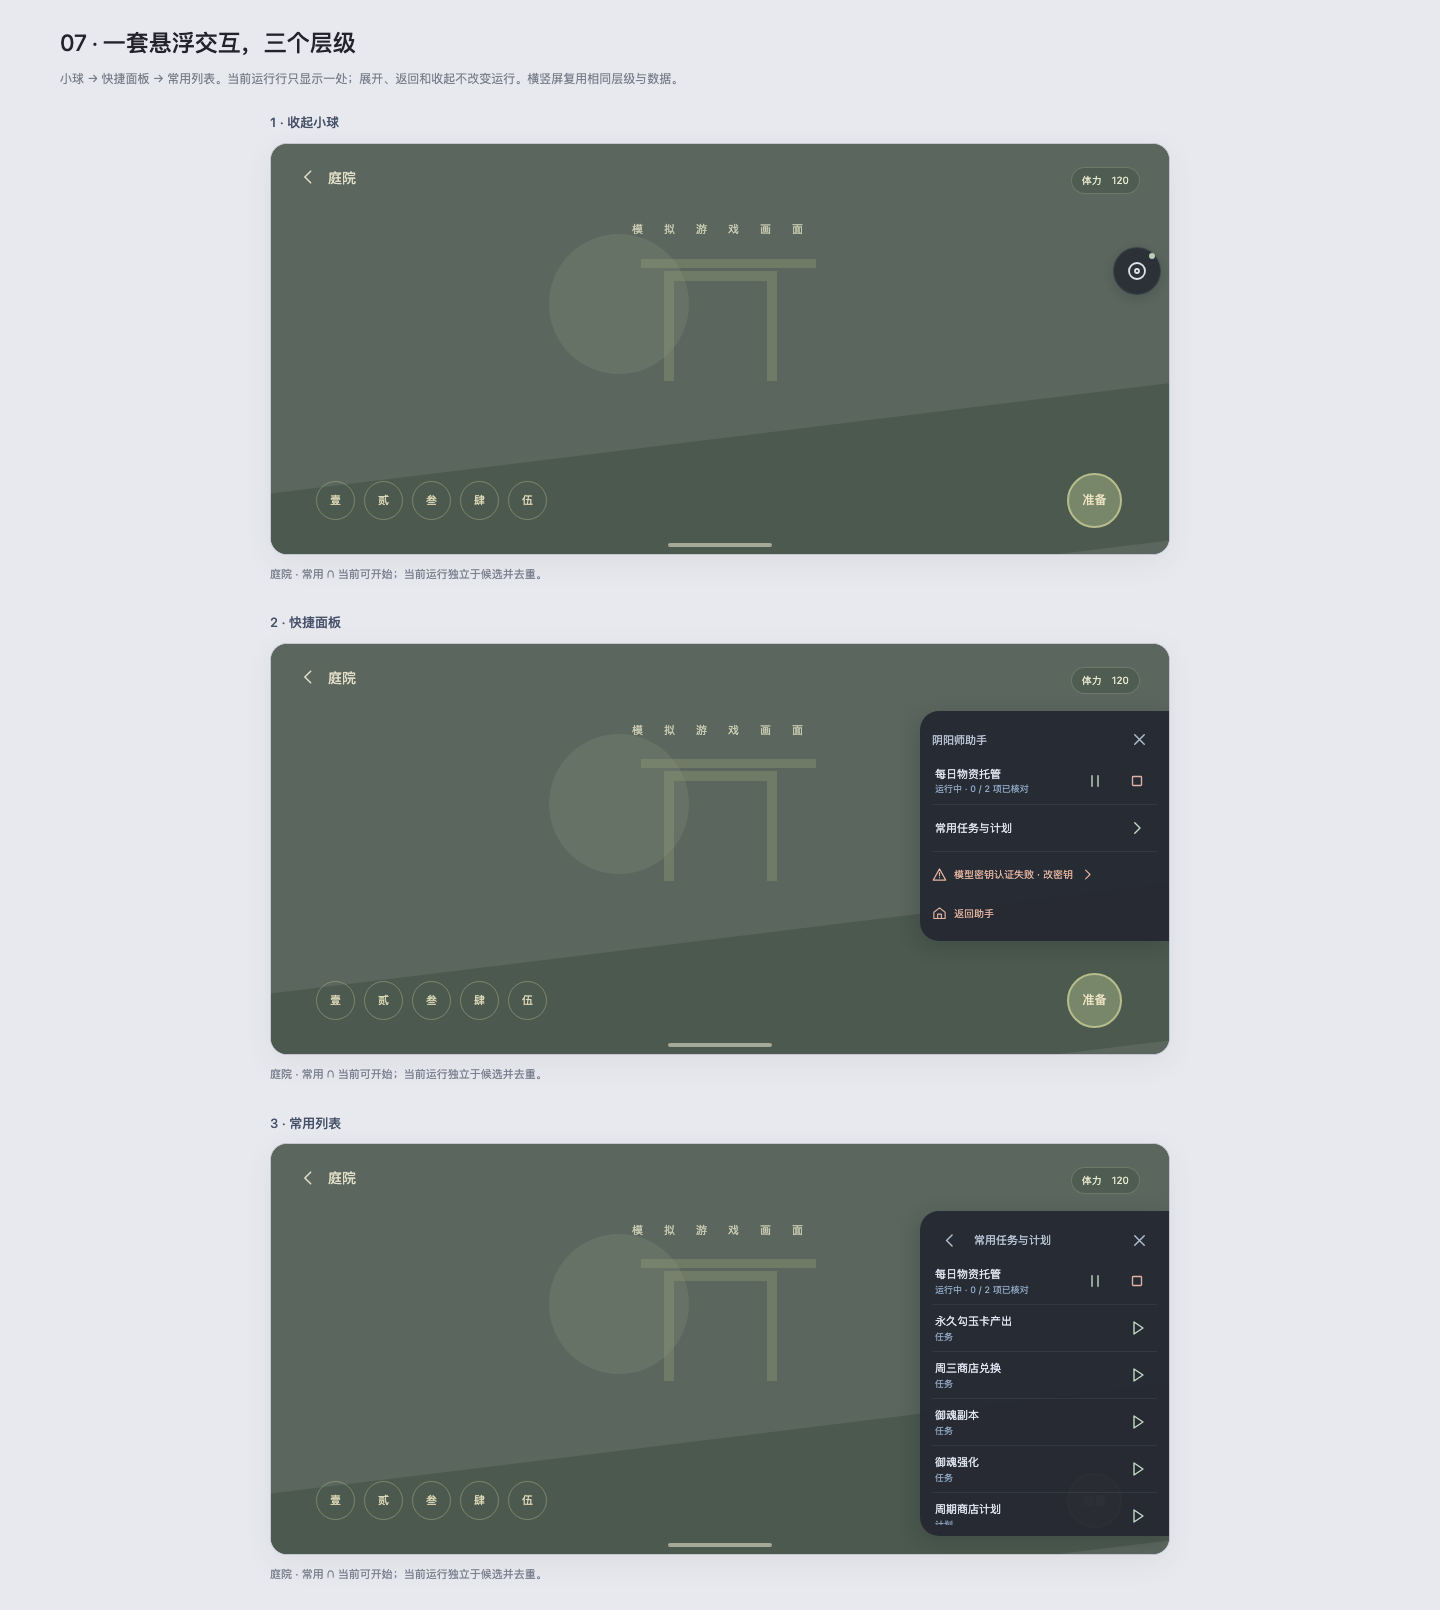 07 · 一套悬浮交互，三个层级
小球 → 快捷面板 → 常用列表。当前运行行只显示一处；展开、返回和收起不改变运行。横竖屏复用相同层级与数据。
1 · 收起小球
庭院
体力 120
模拟游戏画面
壹 贰 叁 肆 伍
准备
庭院 · 常用 ∩ 当前可开始；当前运行独立于候选并去重。
2 · 快捷面板
庭院
体力 120
模拟游戏画面
阴阳师助手
每日物资托管
运行中 · 0 / 2 项已核对
常用任务与计划
模型密钥认证失败 · 改密钥
返回助手
壹 贰 叁 肆 伍
准备
庭院 · 常用 ∩ 当前可开始；当前运行独立于候选并去重。
3 · 常用列表
庭院
体力 120
模拟游戏画面
常用任务与计划
每日物资托管
运行中 · 0 / 2 项已核对
永久勾玉卡产出
任务
周三商店兑换
任务
御魂副本
任务
御魂强化
任务
周期商店计划
壹 贰 叁 肆 伍
庭院 · 常用 ∩ 当前可开始；当前运行独立于候选并去重。